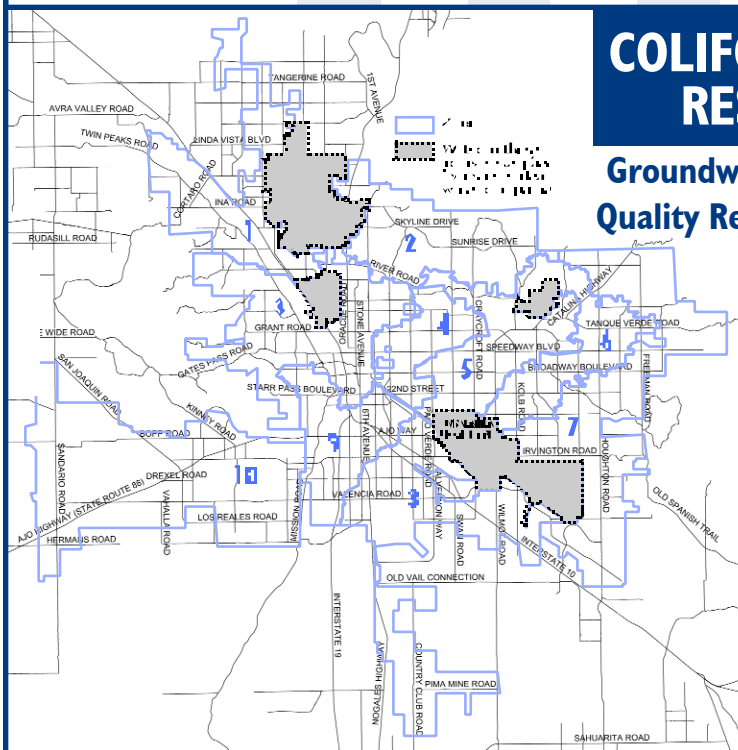 TANGERINE ROAD
1ST AVENUE
AVRA VALLEY ROAD
TWIN PEAKS ROAD
LINDA VISTA BLVD
CORTARO ROAD
INA ROAD
1
SKYLINE DRIVE
2
SUNRISE DRIVE
RUDASILL ROAD
RIVER ROAD
CATALINA HIGHWAY
3
ORACLE ROAD
STONE AVENUE
4
CRAYCROFT ROAD
GRANT ROAD
TANQUE VERDE ROAD
E WIDE ROAD
SPEEDWAY BLVD
6
GATES PASS ROAD
5
BROADWAY BOULEVARD
SAN JOAQUIN ROAD
STARR PASS BOULEVARD
22ND STREET
KOLB ROAD
FREEMAN ROAD
KINNEY ROAD
6TH AVENUE
PALO VERDE ROAD
7
BOPP ROAD
9
AJO WAY
IRVINGTON ROAD
HOUGHTON ROAD
SANDARIO ROAD
DREXEL ROAD
10
ALVERNON WAY
AJO HIGHWAY (STATE ROUTE 86)
VAHALLA ROAD
MISSION ROAD
VALENCIA ROAD
8
OLD SPANISH TRAIL
LOS REALES ROAD
SWAN ROAD
WILMOT ROAD
HERMANS ROAD
INTERSTATE 10
OLD VAIL CONNECTION
INTERSTATE 19
NOGALES HIGHWAY
COUNTRY CLUB ROAD
PIMA MINE ROAD
SAHUARITA ROAD
COLIFO
RES
Groundw
Quality Re